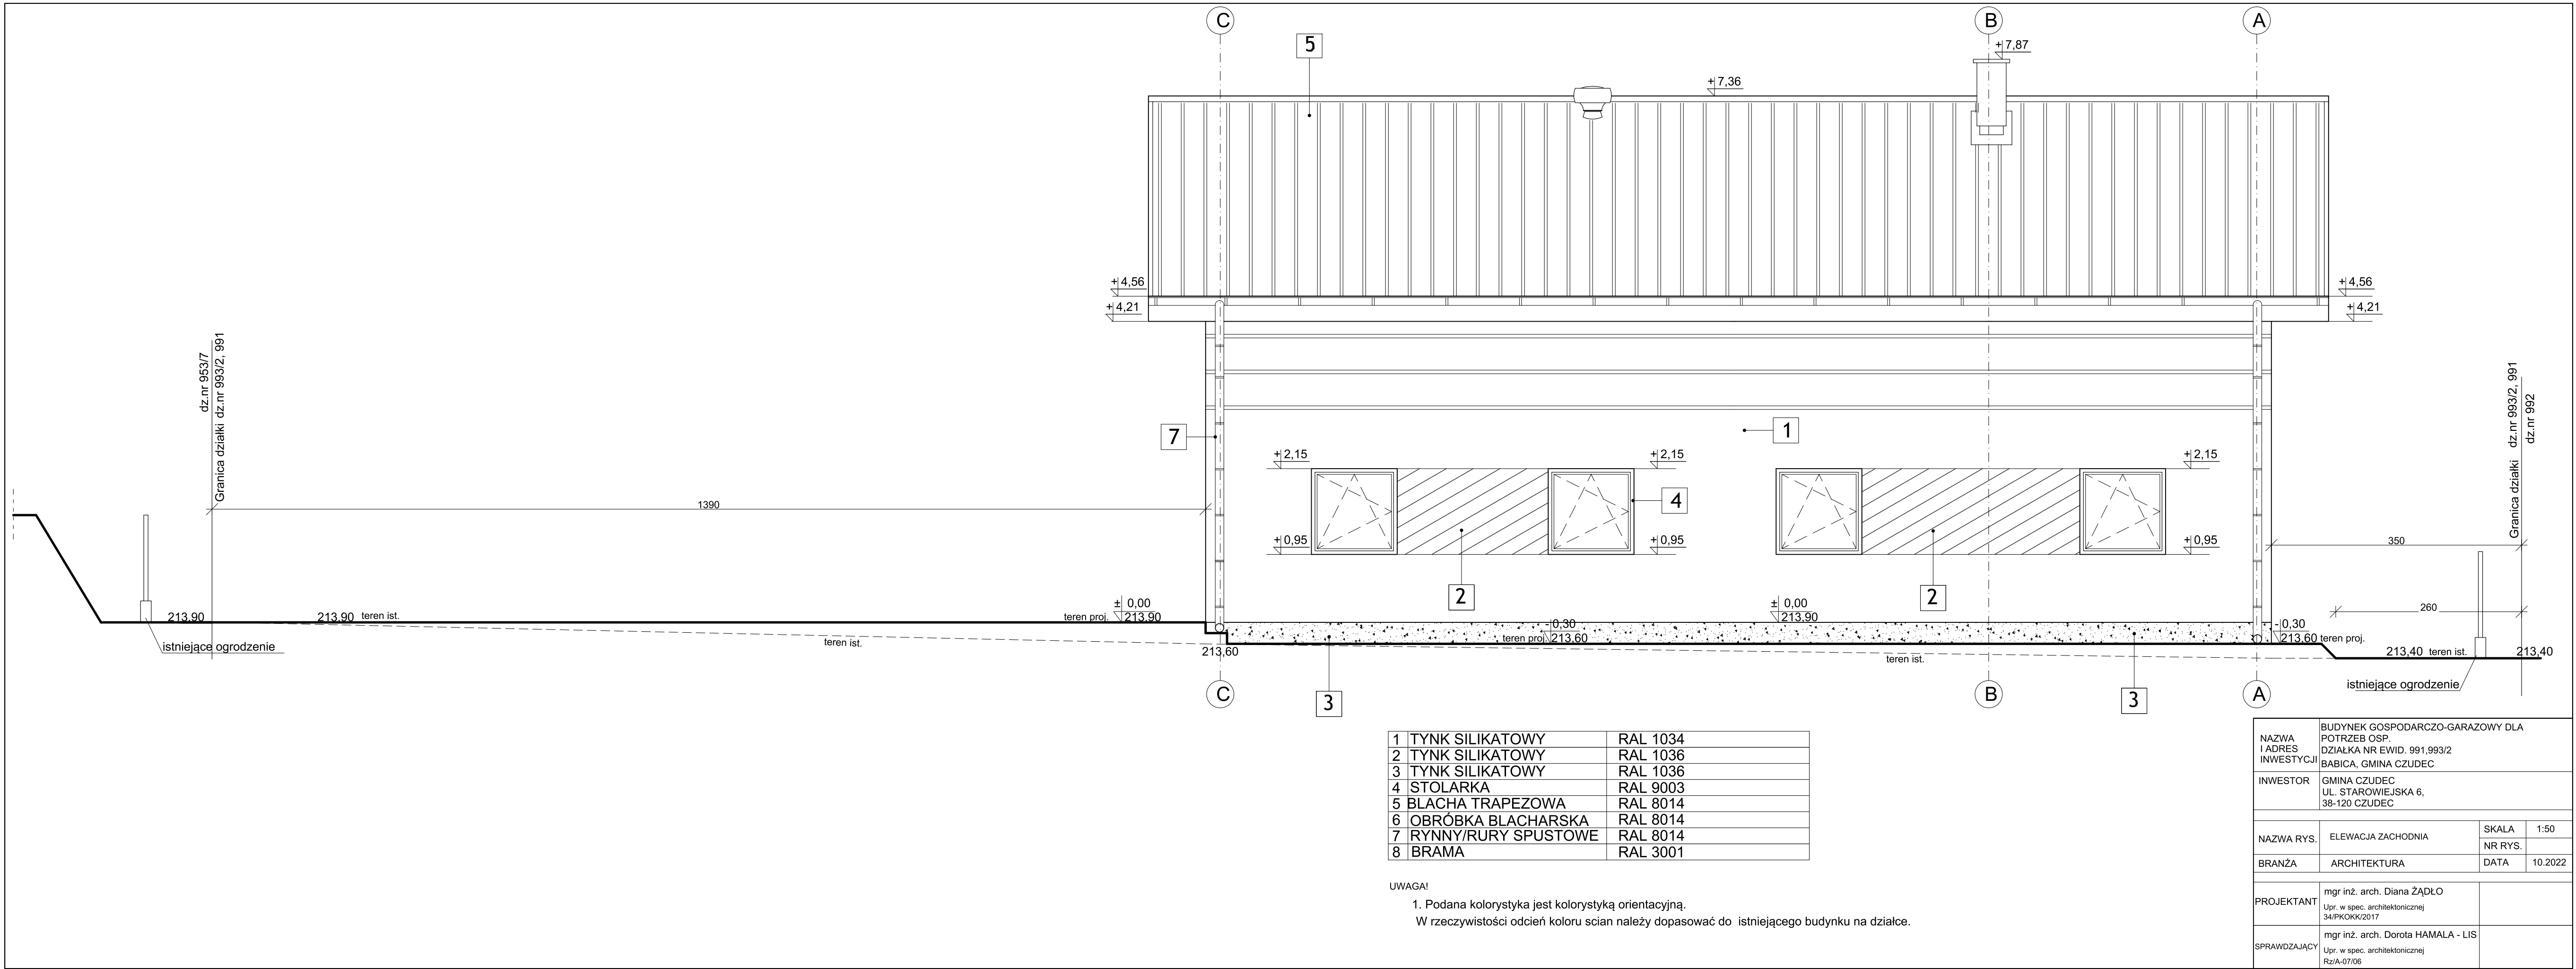 C
B
A
5
+ 7,87
+ 7,36
+ 4,56
+ 4,56
+ 4,21
+ 4,21
dz.nr 953/7
Granica działki dz.nr 993/2, 991
Granica działki dz.nr 993/2, 991
dz.nr 992
7
1
+ 2,15
+ 2,15
+ 2,15
4
1390
+ 0,95
+ 0,95
+ 0,95
350
2
2
± 0,00
± 0,00
260
213.90
213.90 teren ist.
teren proj.
213.90
213.90
- 0,30
- 0,30
teren proj.
213.60
213,60 teren proj.
istniejące ogrodzenie
teren ist.
213,60
teren ist.
213,40 teren ist.
213,40
istniejące ogrodzenie
C
3
B
3
A
1 TYNK SILIKATOWY RAL 1034
2 TYNK SILIKATOWY RAL 1036
3 TYNK SILIKATOWY RAL 1036
4 STOLARKA RAL 9003
5 BLACHA TRAPEZOWA RAL 8014
6 OBRÓBKA BLACHARSKA RAL 8014
7 RYNNY/RURY SPUSTOWE RAL 8014
8 BRAMA RAL 3001
UWAGA!
1. Podana kolorystyka jest kolorystyką orientacyjną.
W rzeczywistości odcień koloru scian należy dopasować do istniejącego budynku na działce.
NAZWA
I ADRES
INWESTYCJI
BUDYNEK GOSPODARCZO-GARAZOWY DLA
POTRZEB OSP.
DZIAŁKA NR EWID. 991,993/2
BABICA, GMINA CZUDEC
INWESTOR
GMINA CZUDEC
UL. STAROWIEJSKA 6,
38-120 CZUDEC
NAZWA RYS.
ELEWACJA ZACHODNIA
SKALA 1:50
NR RYS.
BRANŻA
ARCHITEKTURA
DATA 10.2022
PROJEKTANT
mgr inż. arch. Diana ŻĄDŁO
Upr. w spec. architektonicznej
34/PKOKK/2017
SPRAWDZAJĄCY
mgr inż. arch. Dorota HAMALA - LIS
Upr. w spec. architektonicznej
Rz/A-07/06